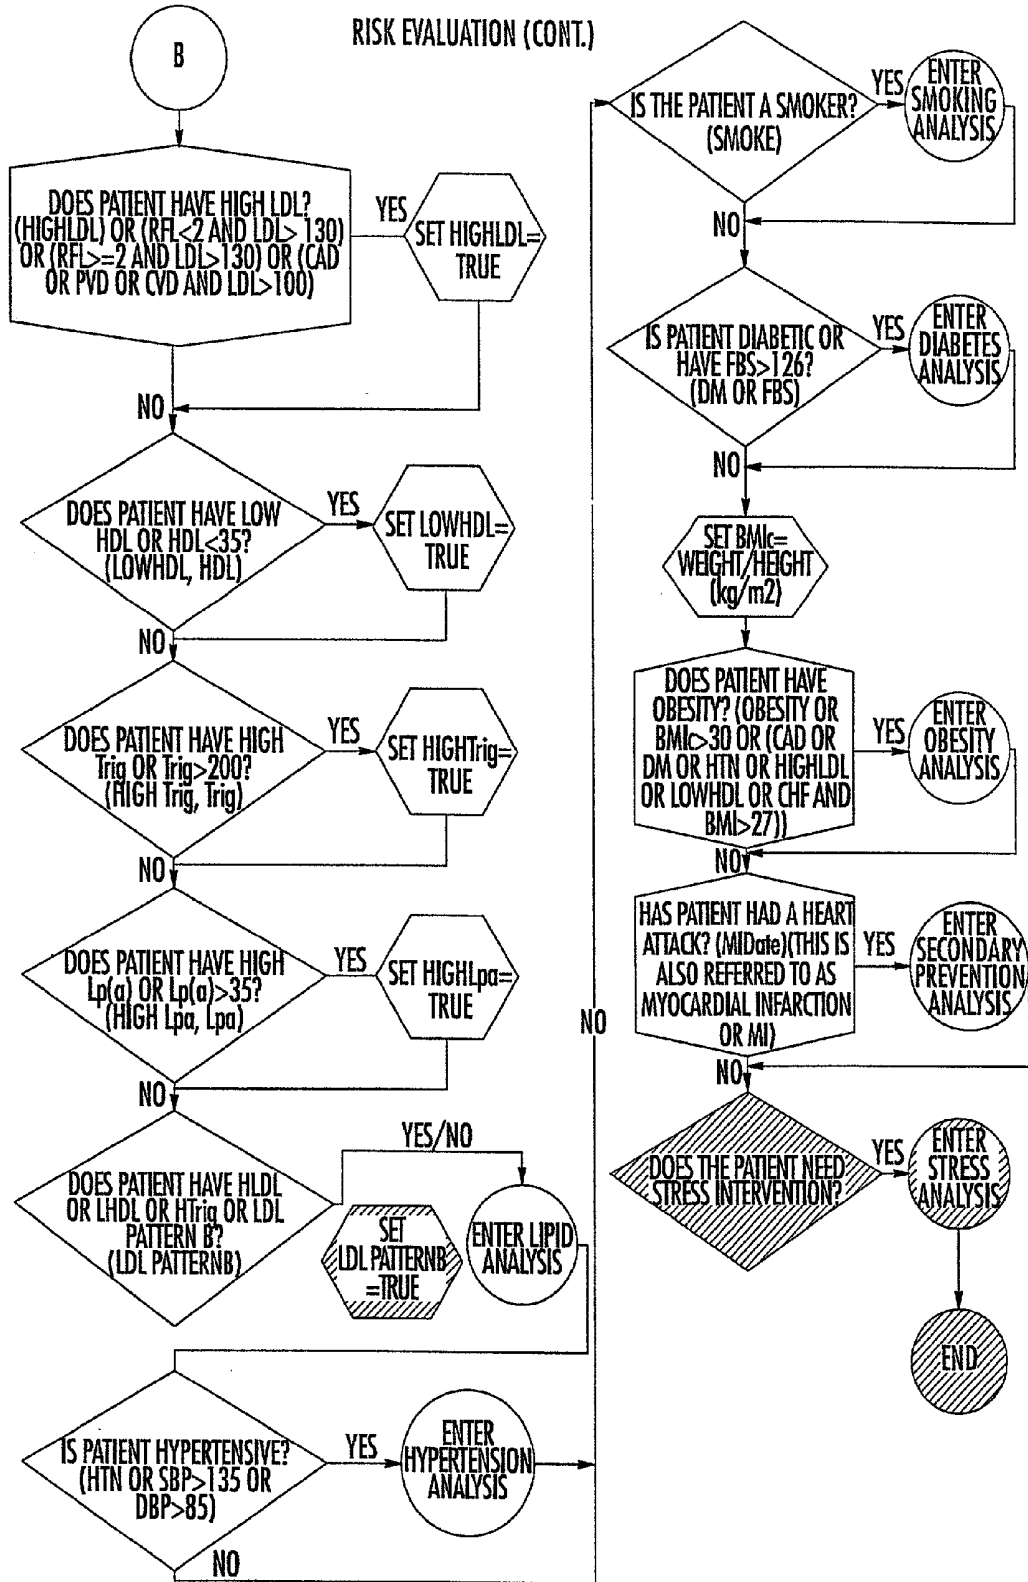 RISK EVALUATION (CONT.)
B
DOES PATIENT HAVE HIGH LDL?
(HIGHLDL) OR (RFL<2 AND LDL> 130)
OR (RFL>=2 AND LDL>130) OR (CAD
OR PVD OR CVD AND LDL>100)
YES
SET HIGHLDL=
TRUE
NO
DOES PATIENT HAVE LOW
HDL OR HDL<35?
(LOWHDL, HDL)
YES
SET LOWHDL=
TRUE
NO
DOES PATIENT HAVE HIGH
Trig OR Trig>200?
(HIGH Trig, Trig)
YES
SET HIGHTrig=
TRUE
NO
DOES PATIENT HAVE HIGH
Lp(a) OR Lp(a)>35?
(HIGH Lpa, Lpa)
YES
SET HIGHLpa=
TRUE
NO
DOES PATIENT HAVE HLDL
OR LHDL OR HTrig OR LDL
PATTERN B?
(LDL PATTERNB)
YES/NO
SET
LDL PATTERNB
=TRUE
ENTER LIPID
ANALYSIS
IS PATIENT HYPERTENSIVE?
(HTN OR SBP>135 OR
DBP>85)
YES
ENTER
HYPERTENSION
ANALYSIS
NO
NO
IS THE PATIENT A SMOKER?
(SMOKE)
YES
ENTER
SMOKING
ANALYSIS
NO
IS PATIENT DIABETIC OR
HAVE FBS>126?
(DM OR FBS)
YES
ENTER
DIABETES
ANALYSIS
NO
SET BMIc=
WEIGHT/HEIGHT
(kg/m2)
DOES PATIENT HAVE
OBESITY? (OBESITY OR
BMIc>30 OR (CAD OR
DM OR HTN OR HIGHLDL
OR LOWHDL OR CHF AND
BMI>27))
YES
ENTER
OBESITY
ANALYSIS
NO
HAS PATIENT HAD A HEART
ATTACK? (MIDate)(THIS IS
ALSO REFERRED TO AS
MYOCARDIAL INFARCTION
OR MI)
YES
ENTER
SECONDARY
PREVENTION
ANALYSIS
NO
DOES THE PATIENT NEED
STRESS INTERVENTION?
YES
ENTER
STRESS
ANALYSIS
END